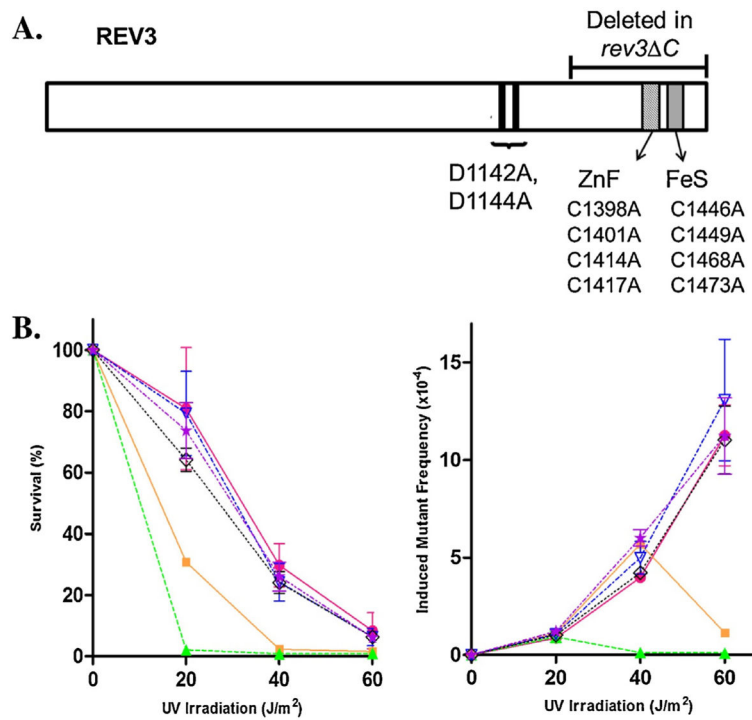 A.
REV3
Deleted in
rev3ΔC
D1142A,
D1144A
ZnF FeS
C1398A C1446A
C1401A C1449A
C1414A C1468A
C1417A C1473A
B.
Survival (%)
100
80
60
40
20
0
0 20 40 60
UV Irradiation (J/m²)
Induced Mutant Frequency (x10⁻⁴)
15
10
5
0
0 20 40 60
UV Irradiation (J/m²)